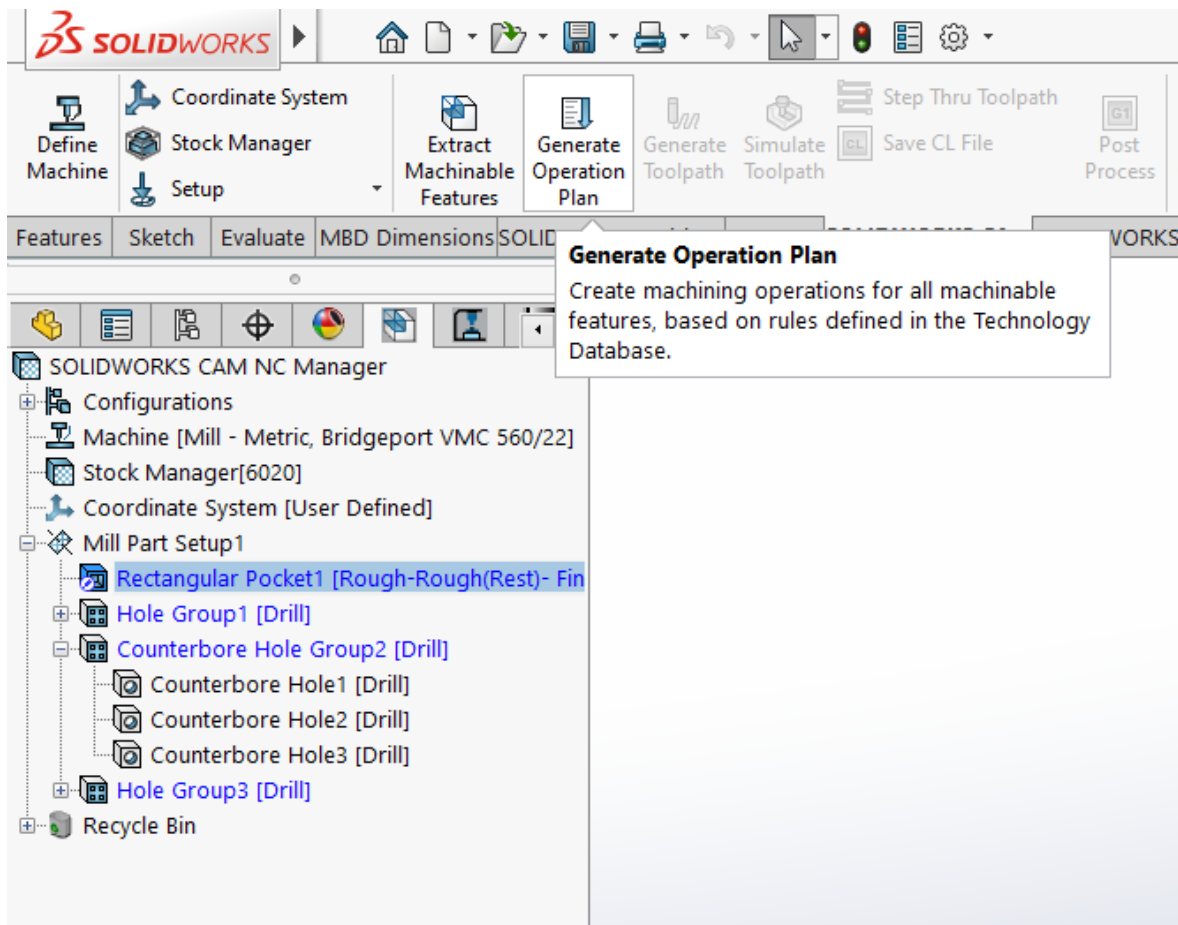 SOLIDWORKS
Define Machine
Coordinate System
Stock Manager
Setup
Extract Machinable Features
Generate Operation Plan
Generate Toolpath
Simulate Toolpath
Step Thru Toolpath
CL Save CL File
G1
Post Process
Features Sketch Evaluate MBD Dimensions
Generate Operation Plan
Create machining operations for all machinable
features, based on rules defined in the Technology
Database.
SOLIDWORKS CAM NC Manager
Configurations
Machine [Mill - Metric, Bridgeport VMC 560/22]
Stock Manager[6020]
Coordinate System [User Defined]
Mill Part Setup1
Rectangular Pocket1 [Rough-Rough(Rest)- Fin
Hole Group1 [Drill]
Counterbore Hole Group2 [Drill]
Counterbore Hole1 [Drill]
Counterbore Hole2 [Drill]
Counterbore Hole3 [Drill]
Hole Group3 [Drill]
Recycle Bin